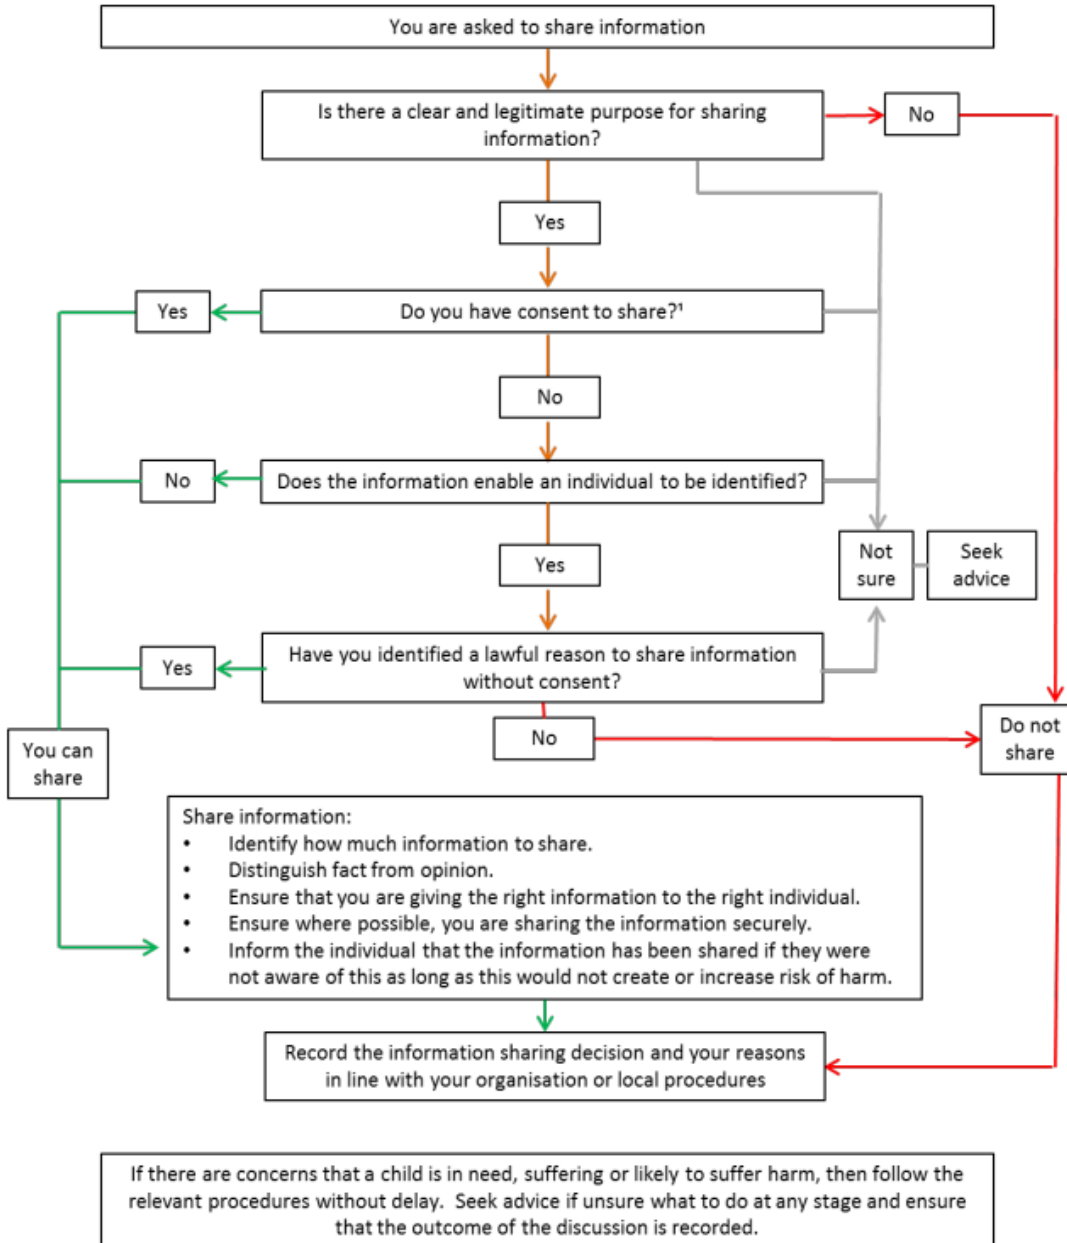 You are asked to share information
Is there a clear and legitimate purpose for sharing
information?
No
Yes
Yes
Do you have consent to share?¹
No
No
Does the information enable an individual to be identified?
Yes
Not
sure
Seek
advice
Yes
Have you identified a lawful reason to share information
without consent?
No
Do not
share
You can
share
Share information:
• Identify how much information to share.
• Distinguish fact from opinion.
• Ensure that you are giving the right information to the right individual.
• Ensure where possible, you are sharing the information securely.
• Inform the individual that the information has been shared if they were
not aware of this as long as this would not create or increase risk of harm.
Record the information sharing decision and your reasons
in line with your organisation or local procedures
If there are concerns that a child is in need, suffering or likely to suffer harm, then follow the
relevant procedures without delay. Seek advice if unsure what to do at any stage and ensure
that the outcome of the discussion is recorded.